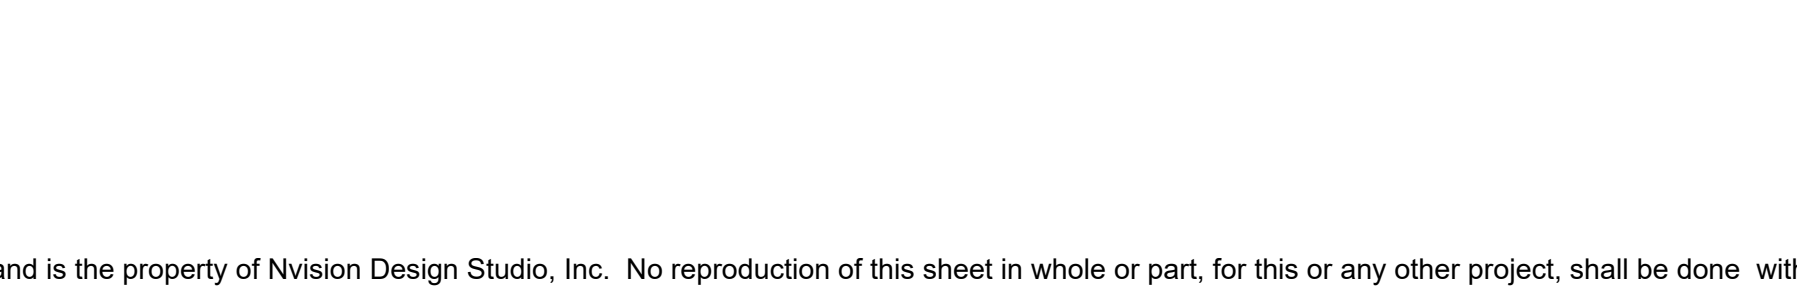 and is the property of Nvision Design Studio, Inc.  No reproduction of this sheet in whole or part, for this or any other project, shall be done  with